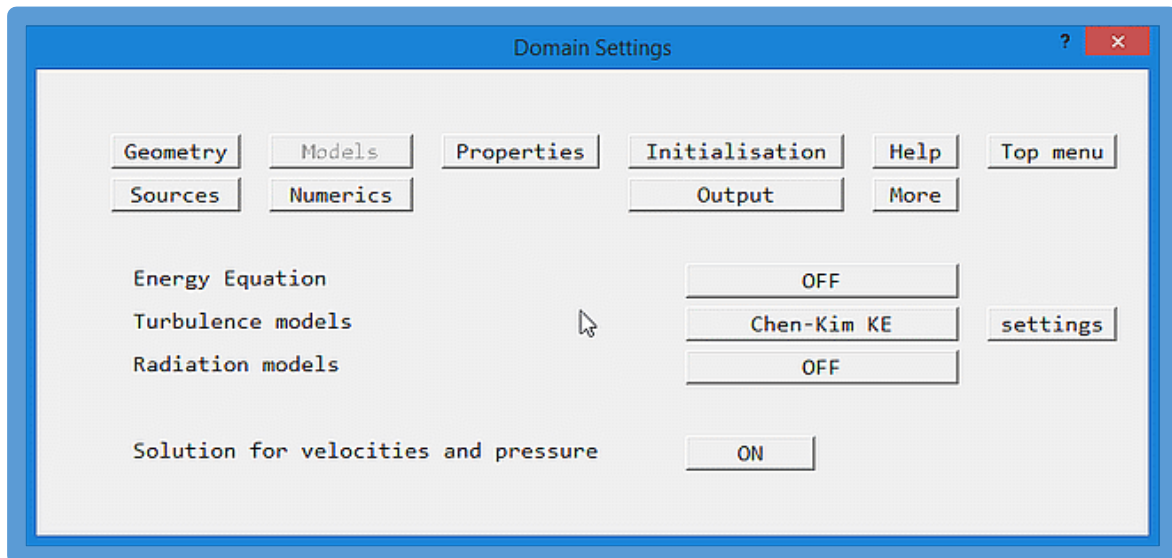 Domain Settings ? ×
Geometry Models Properties Initialisation Help Top menu
Sources Numerics Output More
Energy Equation OFF
Turbulence models Chen-Kim KE settings
Radiation models OFF
Solution for velocities and pressure ON